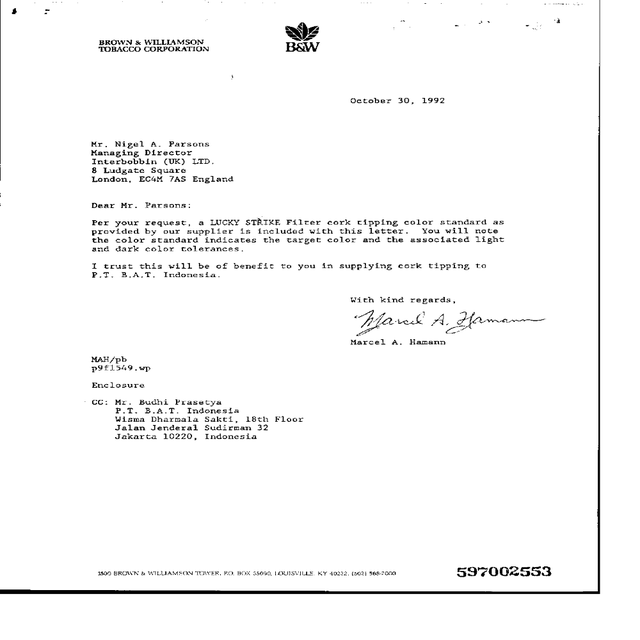 BROWN & WILLIAMSON
TOBACCO CORPORATION
B&W
October 30, 1992
Mr. Nigel A. Parsons
Managing Director
Interbobbin (UK) LTD.
8 Ludgate Square
London, EC4M 7AS England
Dear Mr. Parsons:
Per your request, a LUCKY STRIKE Filter cork tipping color standard as
provided by our supplier is included with this letter. You will note
the color standard indicates the target color and the associated light
and dark color tolerances.
I trust this will be of benefit to you in supplying cork tipping to
P.T. B.A.T. Indonesia.
With kind regards,
Marcel A. Hamann
Marcel A. Hamann
MAH/pb
p9f1549.wp
Enclosure
CC: Mr. Budhi Prasetya
P.T. B.A.T. Indonesia
Wisma Dharmala Sakti, 18th Floor
Jalan Jenderal Sudirman 32
Jakarta 10220, Indonesia
1500 BROWN & WILLIAMSON TOWER, P.O. BOX 35090, LOUISVILLE, KY 40232, (502) 568-7000
597002553